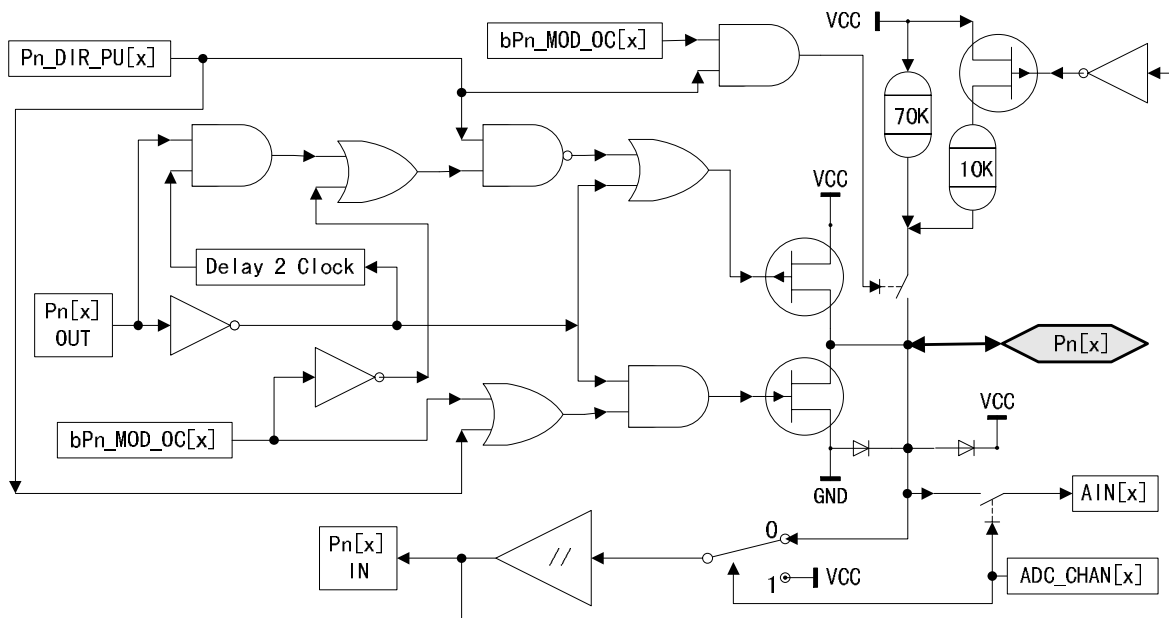 bPn_MOD_OC[x]
VCC
Pn_DIR_PU[x]
70K
10K
VCC
Delay 2 Clock
Pn[x]
OUT
Pn[x]
bPn_MOD_OC[x]
VCC
GND
AIN[x]
Pn[x]
IN
//
0
1
VCC
ADC_CHAN[x]